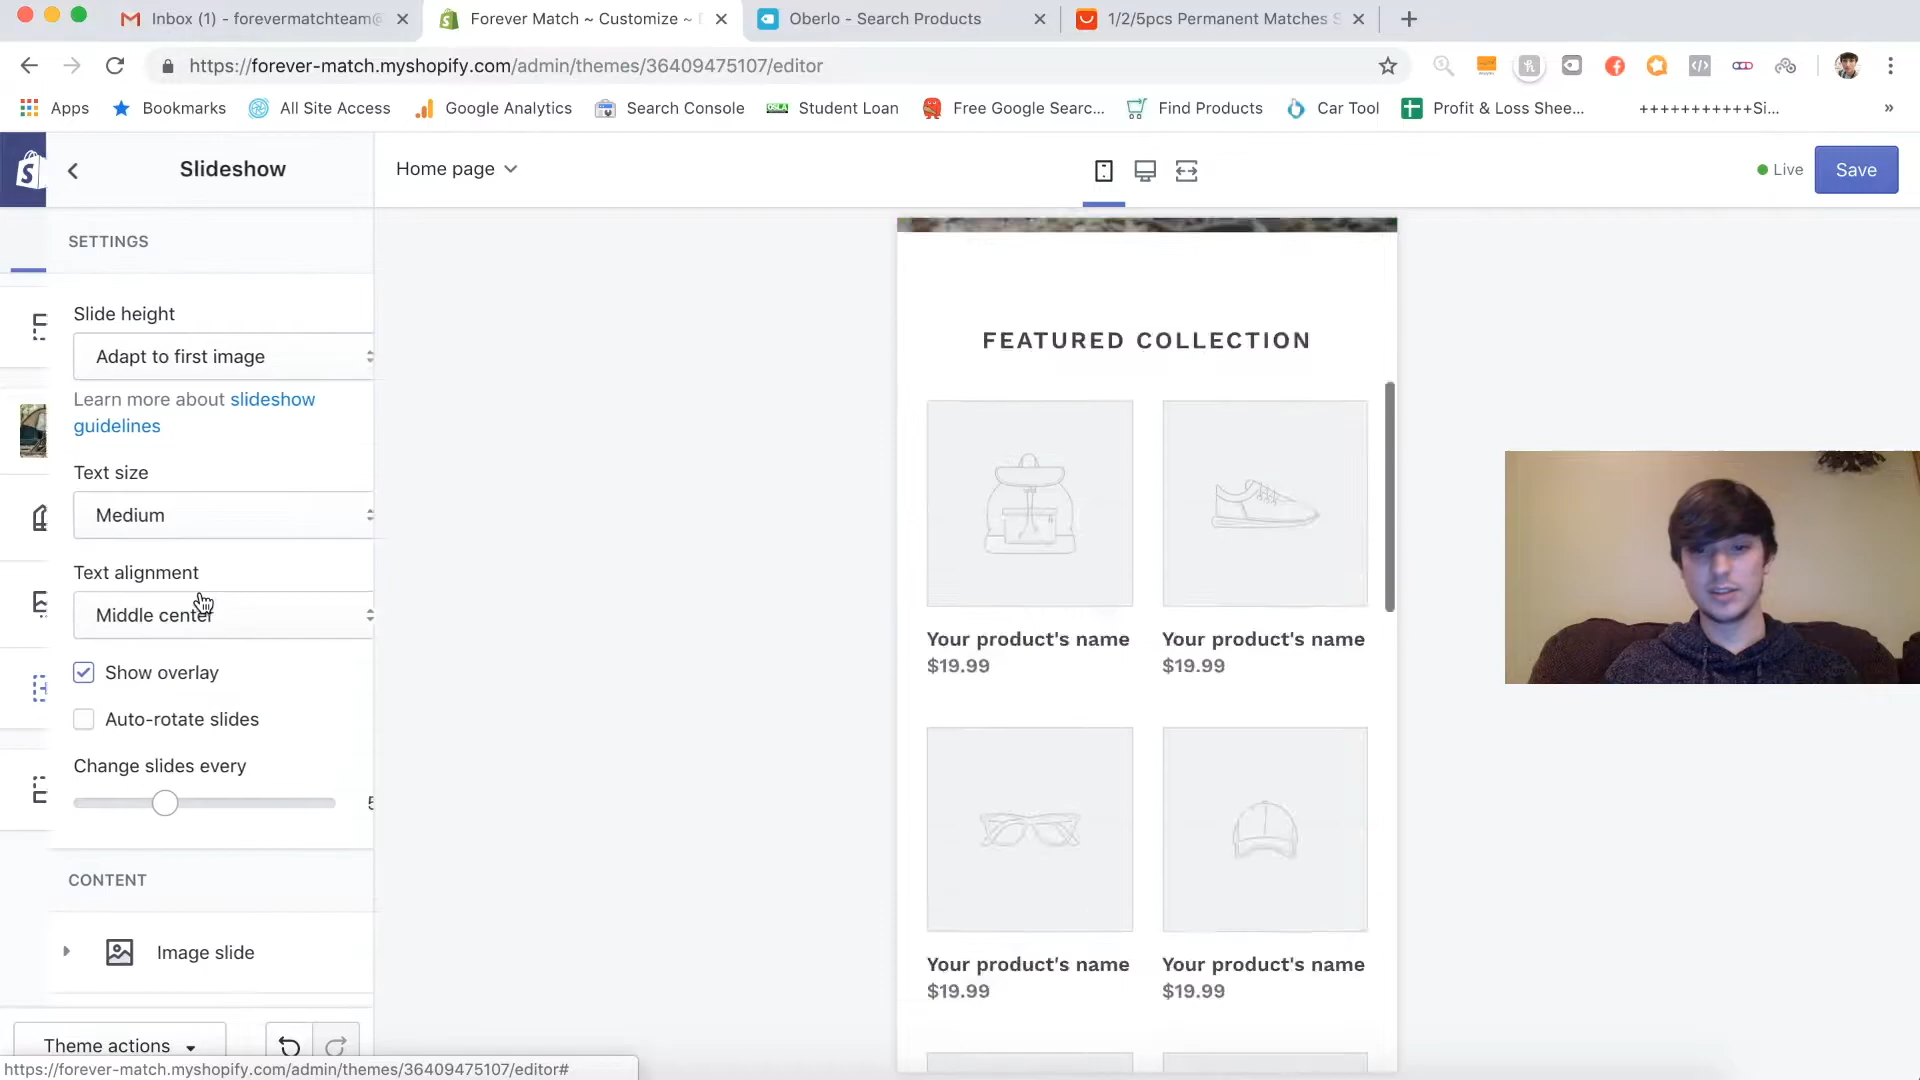 Inbox (1) - forevermatchteam@
Forever Match ~ Customize ~
Oberlo - Search Products
1/2/5pcs Permanent Matches S
https://forever-match.myshopify.com/admin/themes/36409475107/editor
Apps
Bookmarks
All Site Access
Google Analytics
Search Console
Student Loan
Free Google Searc...
Find Products
Car Tool
Profit & Loss Shee...
+++++++++++Si...
»
Slideshow
Home page
Live
Save
SETTINGS
Slide height
Adapt to first image
Learn more about slideshow
guidelines
Text size
Medium
Text alignment
Middle center
Show overlay
Auto-rotate slides
Change slides every
5
CONTENT
Image slide
Theme actions
https://forever-match.myshopify.com/admin/themes/36409475107/editor#
FEATURED COLLECTION
Your product's name
$19.99
Your product's name
$19.99
Your product's name
$19.99
Your product's name
$19.99